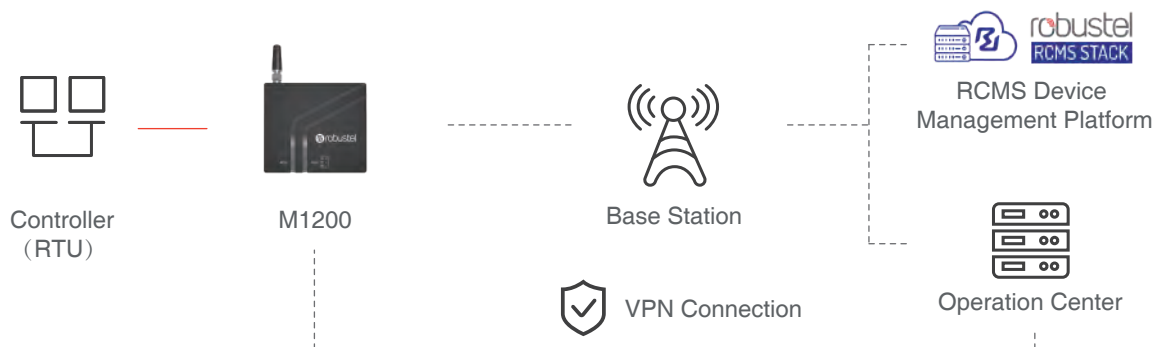 robustel
RCMS STACK
RCMS Device
Management Platform
robustel
Controller
（RTU）
M1200
Base Station
VPN Connection
Operation Center